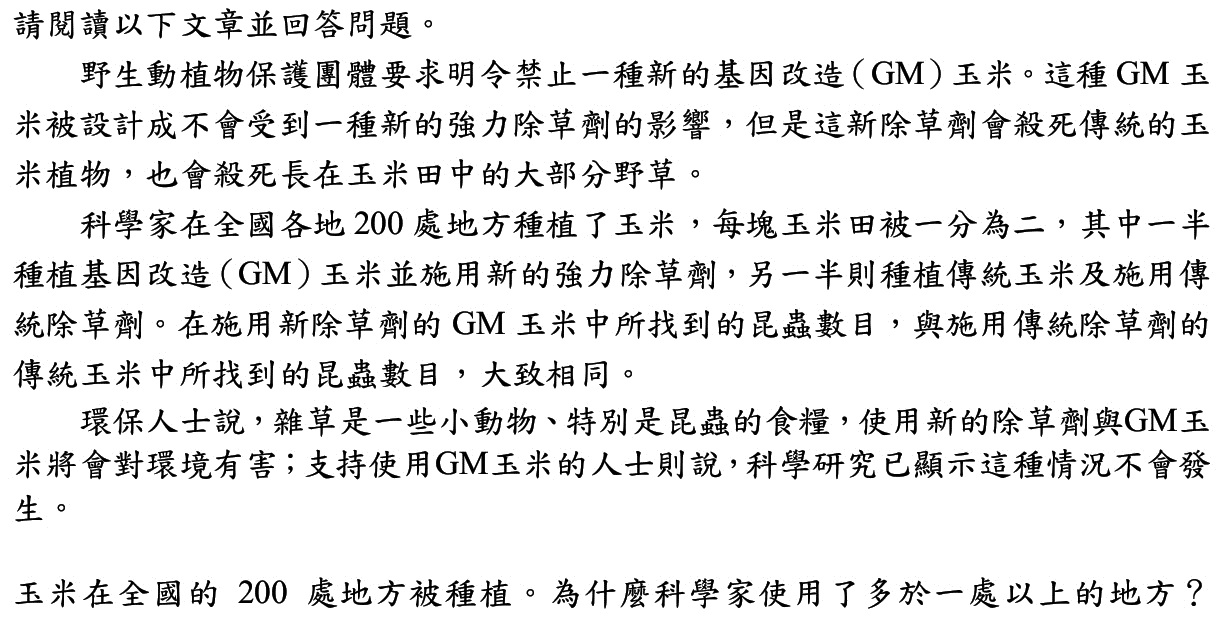 請閱讀以下文章並回答問題。
野生動植物保護團體要求明令禁止一種新的基因改造(GM)玉米。這種 GM 玉
米被設計成不會受到一種新的強力除草劑的影響，但是這新除草劑會殺死傳統的玉
米植物，也會殺死長在玉米田中的大部分野草。
科學家在全國各地 200 處地方種植了玉米，每塊玉米田被一分為二，其中一半
種植基因改造(GM)玉米並施用新的強力除草劑，另一半則種植傳統玉米及施用傳
統除草劑。在施用新除草劑的 GM 玉米中所找到的昆蟲數目，與施用傳統除草劑的
傳統玉米中所找到的昆蟲數目，大致相同。
環保人士說，雜草是一些小動物、特別是昆蟲的食糧，使用新的除草劑與GM玉
米將會對環境有害；支持使用GM玉米的人士則說，科學研究已顯示這種情況不會發
生。
玉米在全國的 200 處地方被種植。為什麼科學家使用了多於一處以上的地方？